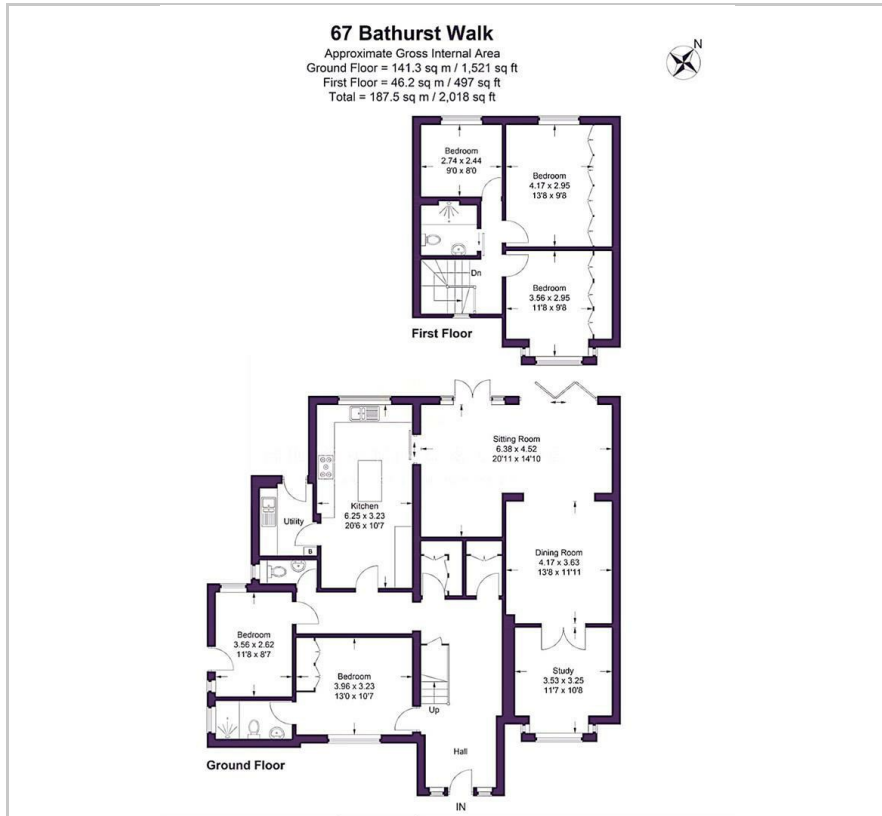 67 Bathurst Walk
Approximate Gross Internal Area
Ground Floor = 141.3 sq m / 1,521 sq ft
First Floor = 46.2 sq m / 497 sq ft
Total = 187.5 sq m / 2,018 sq ft
N
Bedroom
2.74 x 2.44
9'0 x 8'0
Bedroom
4.17 x 2.95
13'8 x 9'8
Dn
Bedroom
3.56 x 2.95
11'8 x 9'8
First Floor
Sitting Room
6.38 x 4.52
20'11 x 14'10
Kitchen
6.25 x 3.23
20'6 x 10'7
Utility
B
Dining Room
4.17 x 3.63
13'8 x 11'11
Bedroom
3.56 x 2.62
11'8 x 8'7
Bedroom
3.96 x 3.23
13'0 x 10'7
Study
3.53 x 3.25
11'7 x 10'8
Up
Hall
Ground Floor
IN